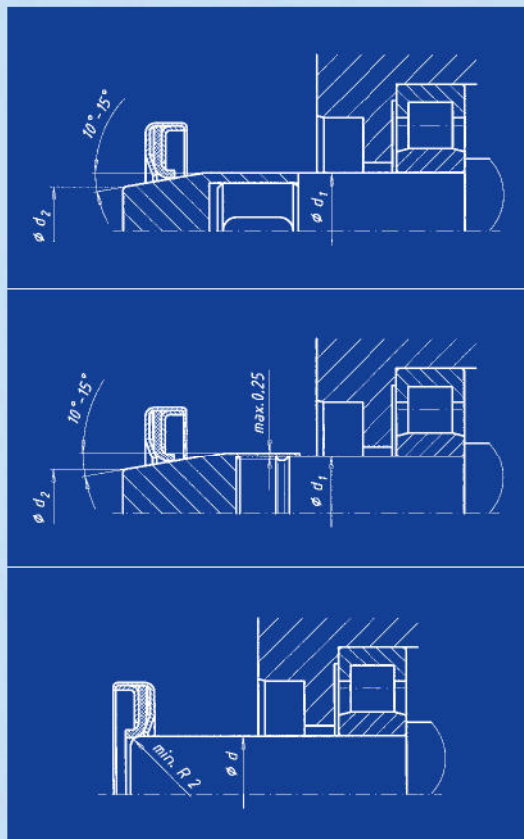 10°-15°
ø d₂
ø d₁
10°-15°
max. 0,25
ø d₂
ø d₁
min. R 2
ø d